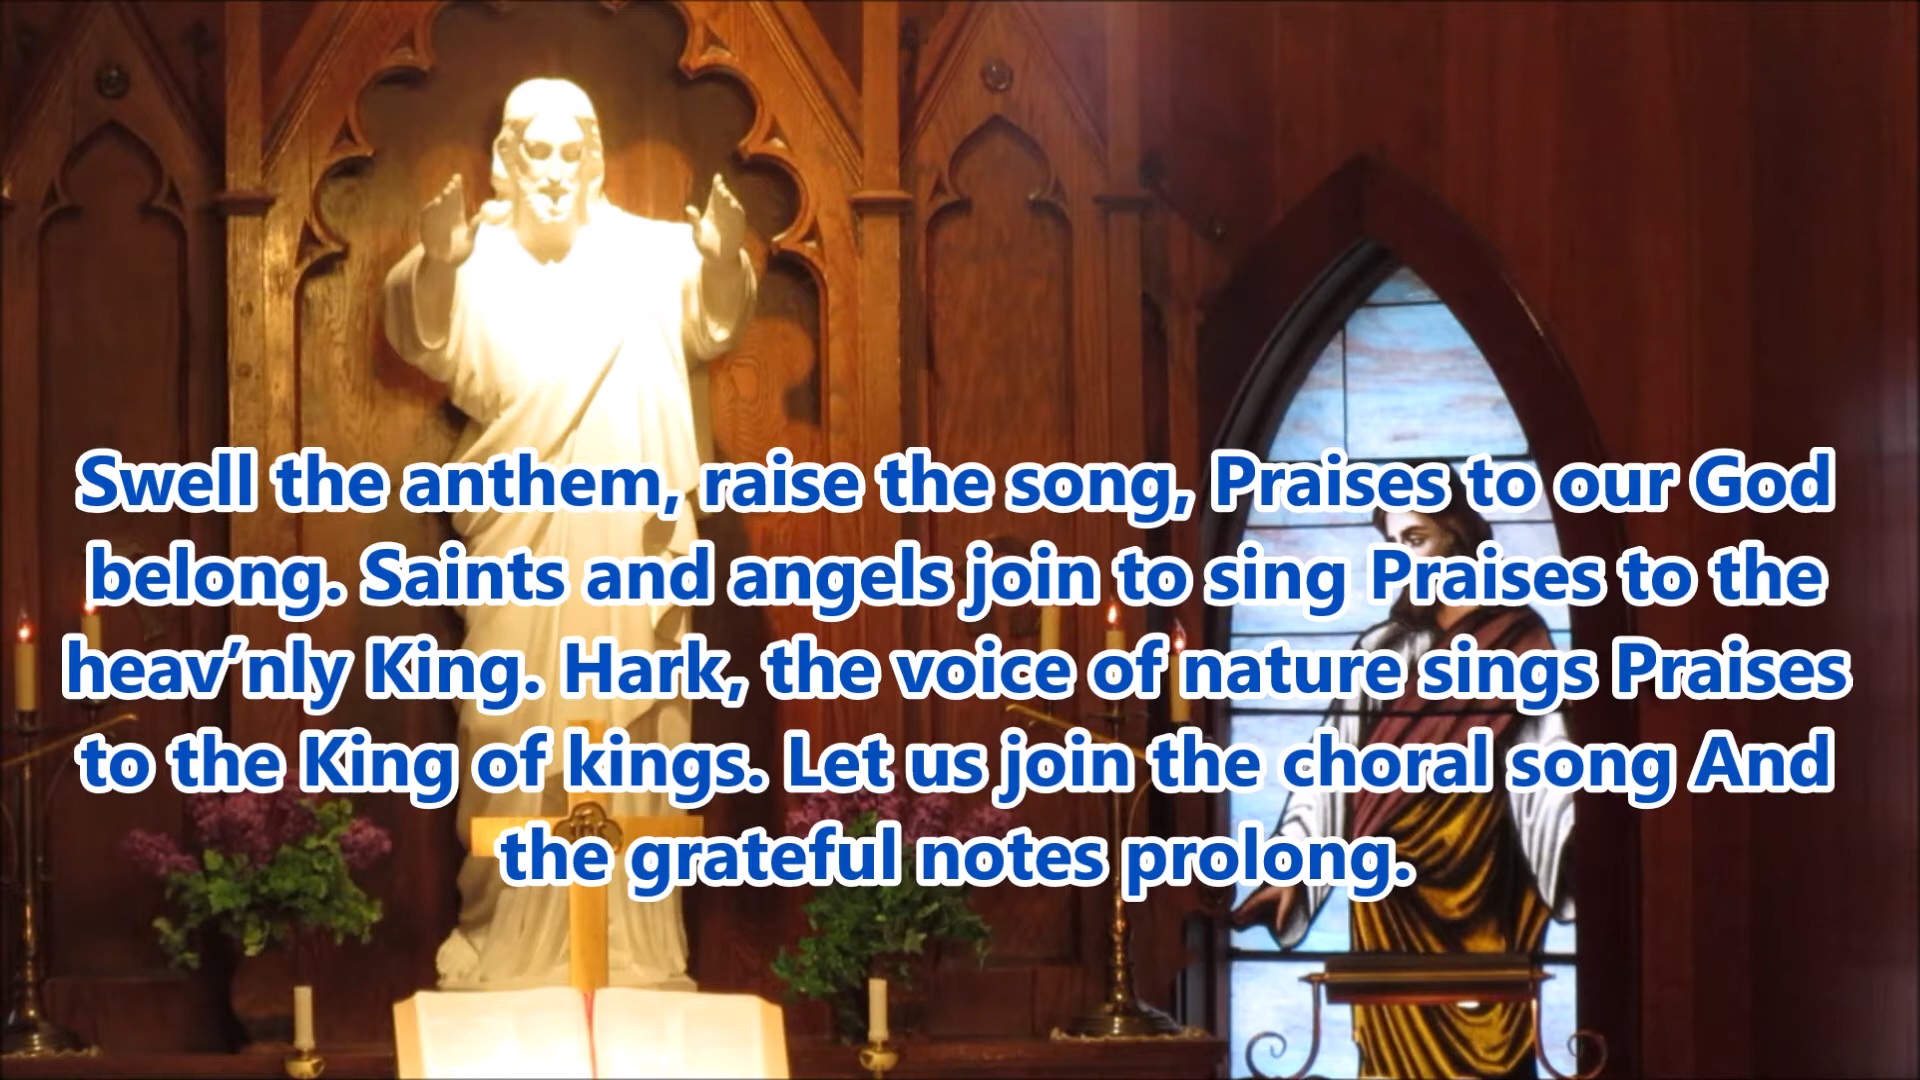 Swell the anthem, raise the song, Praises to our God
belong. Saints and angels join to sing Praises to the
heav’nly King. Hark, the voice of nature sings Praises
to the King of kings. Let us join the choral song And
the grateful notes prolong.